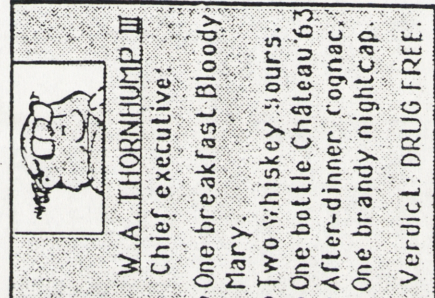 W.A. THORNHUMP III
Chief executive:
One breakfast Bloody
Mary.
Two whiskey sours.
One bottle Château '63
After-dinner cognac.
One brandy nightcap.
Verdict: DRUG FREE.